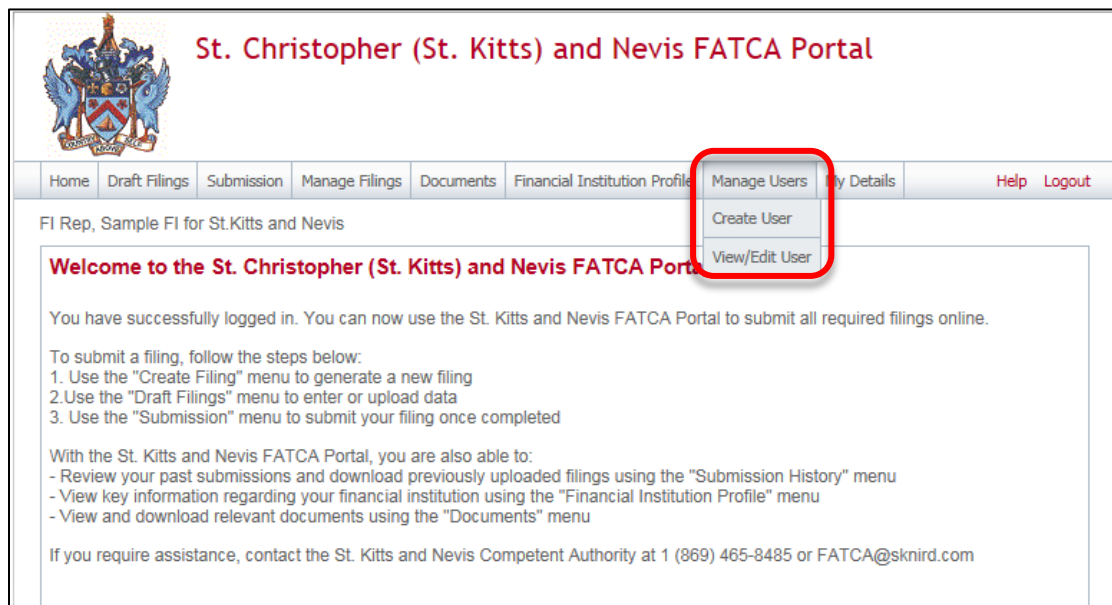 St. Christopher (St. Kitts) and Nevis FATCA Portal
COUNTRY ABOVE SELF
Home Draft Filings Submission Manage Filings Documents Financial Institution Profile Manage Users My Details Help Logout
FI Rep, Sample FI for St.Kitts and Nevis
Create User
View/Edit User
Welcome to the St. Christopher (St. Kitts) and Nevis FATCA
You have successfully logged in. You can now use the St. Kitts and Nevis FATCA Portal to submit all required filings online.
To submit a filing, follow the steps below:
1. Use the "Create Filing" menu to generate a new filing
2.Use the "Draft Filings" menu to enter or upload data
3. Use the "Submission" menu to submit your filing once completed
With the St. Kitts and Nevis FATCA Portal, you are also able to:
- Review your past submissions and download previously uploaded filings using the "Submission History" menu
- View key information regarding your financial institution using the "Financial Institution Profile" menu
- View and download relevant documents using the "Documents" menu
If you require assistance, contact the St. Kitts and Nevis Competent Authority at 1 (869) 465-8485 or FATCA@sknird.com